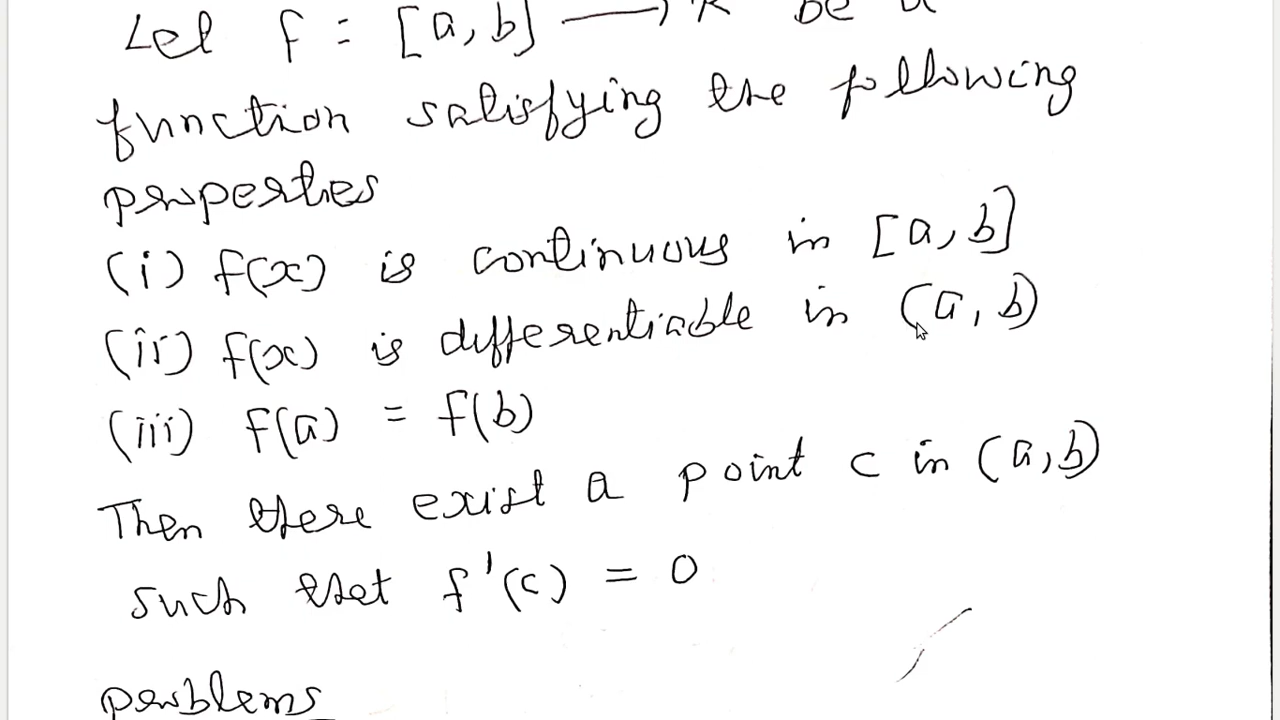 Let f : [a, b] ⟶ R be a
function satisfying the following
properties
(i) f(x) is continuous in [a, b]
(ii) f(x) is differentiable in (a, b)
(iii) f(a) = f(b)
Then there exist a point c in (a, b)
such that f'(c) = 0
problems